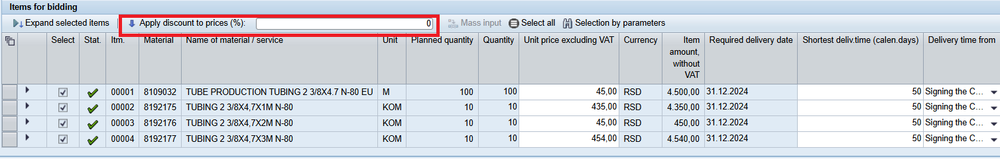 Items for bidding
Expand selected items Apply discount to prices (%): 0 Mass input Select all Selection by parameters
Select Stat. Itm. Material Name of material / service Unit Planned quantity Quantity Unit price excluding VAT Currency Item amount, without VAT Required delivery date Shortest deliv.time (calen.days) Delivery time from
00001 8109032 TUBE PRODUCTION TUBING 2 3/8X4.7 N-80 EU M 100 100 45,00 RSD 4.500,00 31.12.2024 50 Signing the C...
00002 8192175 TUBING 2 3/8X4,7X1M N-80 KOM 10 10 435,00 RSD 4.350,00 31.12.2024 50 Signing the C...
00003 8192176 TUBING 2 3/8X4,7X2M N-80 KOM 10 10 45,00 RSD 450,00 31.12.2024 50 Signing the C...
00004 8192177 TUBING 2 3/8X4,7X3M N-80 KOM 10 10 454,00 RSD 4.540,00 31.12.2024 50 Signing the C...